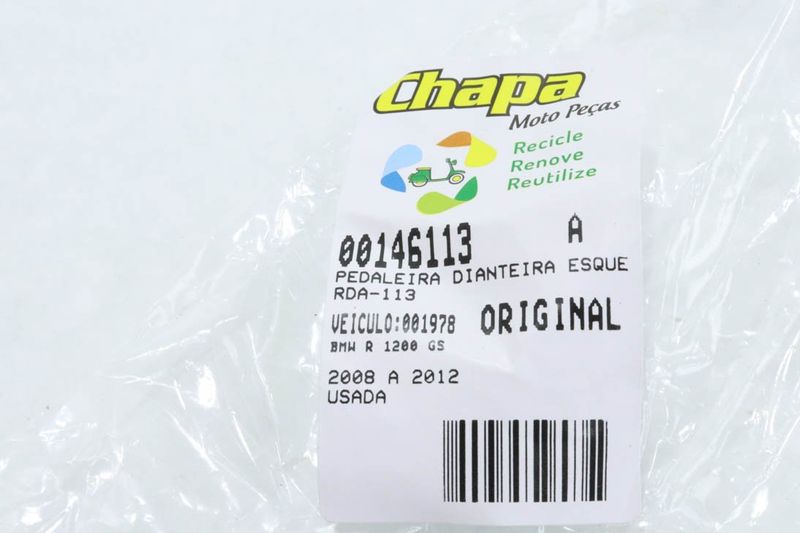 Chapa
Moto Peças
Recicle
Renove
Reutilize
00146113 A
PEDALEIRA DIANTEIRA ESQUE
RDA-113
VEICULO:001978 ORIGINAL
BMW R 1200 GS
2008 A 2012
USADA